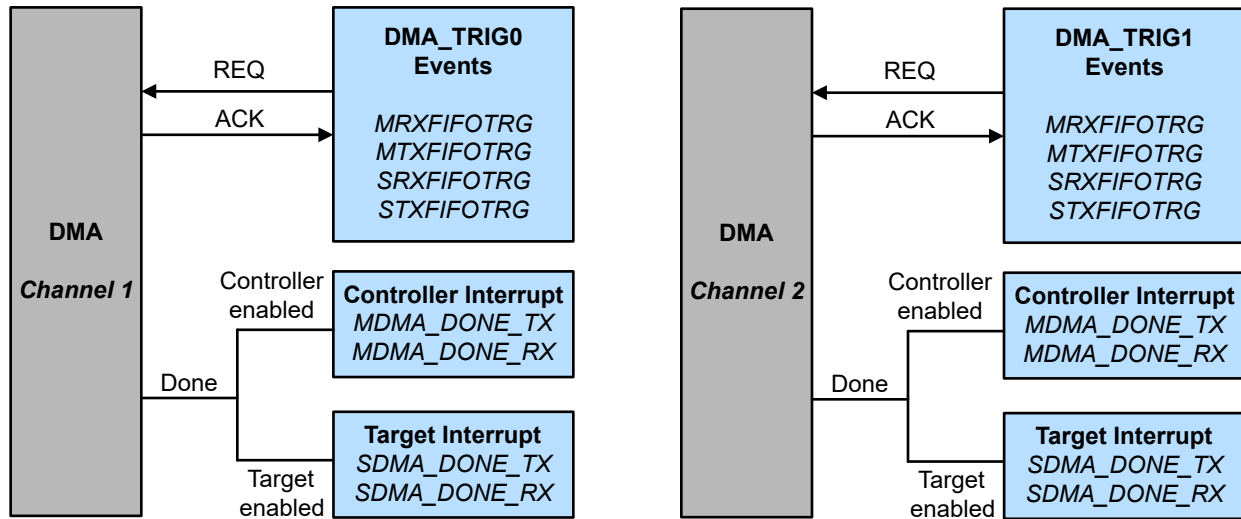 DMA
Channel 1
REQ
ACK
DMA_TRIG0
Events
MRXFIFOTRG
MTXFIFOTRG
SRXFIFOTRG
STXFIFOTRG
Done
Controller
enabled
Controller Interrupt
MDMA_DONE_TX
MDMA_DONE_RX
Target
enabled
Target Interrupt
SDMA_DONE_TX
SDMA_DONE_RX
DMA
Channel 2
REQ
ACK
DMA_TRIG1
Events
MRXFIFOTRG
MTXFIFOTRG
SRXFIFOTRG
STXFIFOTRG
Done
Controller
enabled
Controller Interrupt
MDMA_DONE_TX
MDMA_DONE_RX
Target
enabled
Target Interrupt
SDMA_DONE_TX
SDMA_DONE_RX